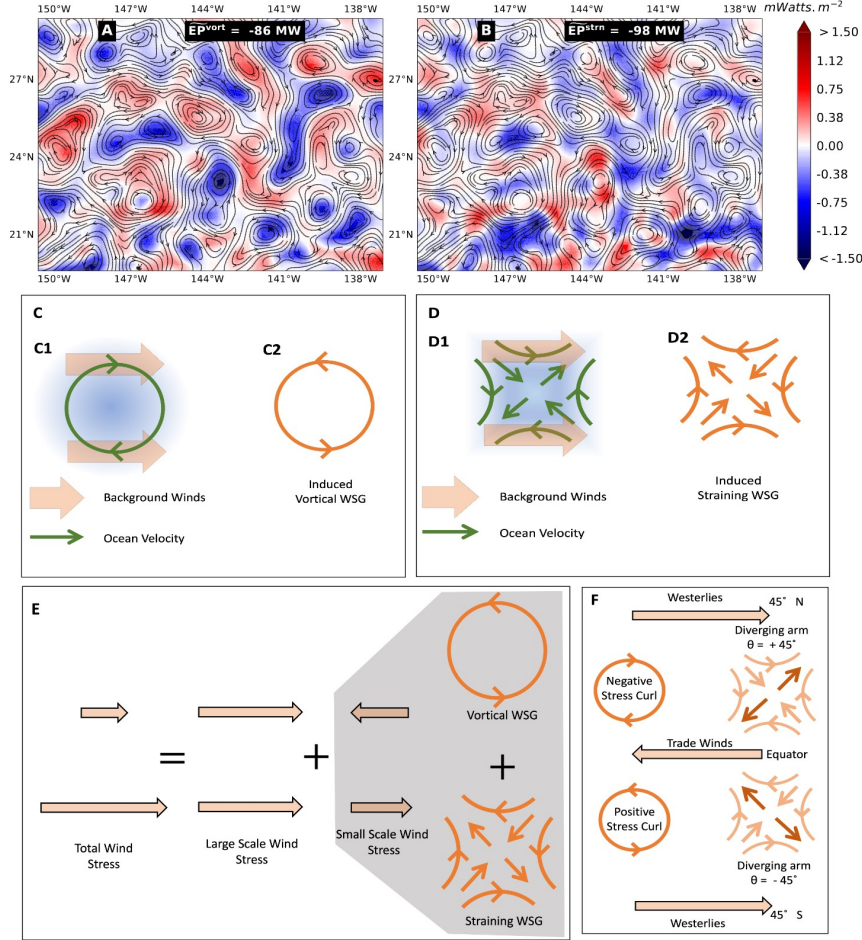 150°W 147°W 144°W 141°W 138°W 150°W 147°W 144°W 141°W 138°W mWatts. m⁻²
A EP^vort = -86 MW
B EP^strn = -98 MW
27°N
24°N
21°N
150°W 147°W 144°W 141°W 138°W 150°W 147°W 144°W 141°W 138°W
> 1.50
1.12
0.75
0.38
0.00
-0.38
-0.75
-1.12
< -1.50
C
C1
C2
Background Winds
Ocean Velocity
Induced
Vortical WSG
D
D1
D2
Background Winds
Ocean Velocity
Induced
Straining WSG
E
Vortical WSG
=
+
+
Total Wind
Stress
Large Scale Wind
Stress
Small Scale Wind
Stress
Straining WSG
F
Westerlies
45° N
Diverging arm
θ = + 45°
Negative
Stress Curl
Trade Winds
Equator
Positive
Stress Curl
Diverging arm
θ = - 45°
45° S
Westerlies